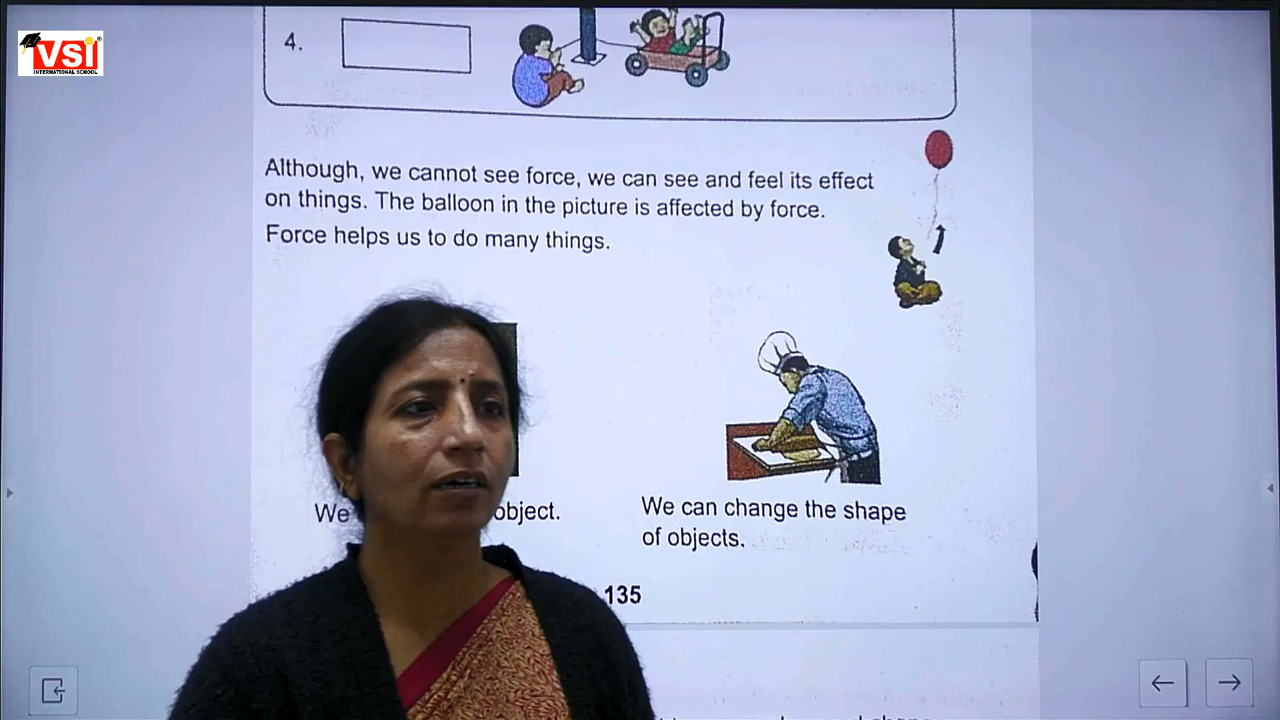 VSI
INTERNATIONAL SCHOOL
4.
Although, we cannot see force, we can see and feel its effect
on things. The balloon in the picture is affected by force.
Force helps us to do many things.
We object.
We can change the shape
of objects.
135